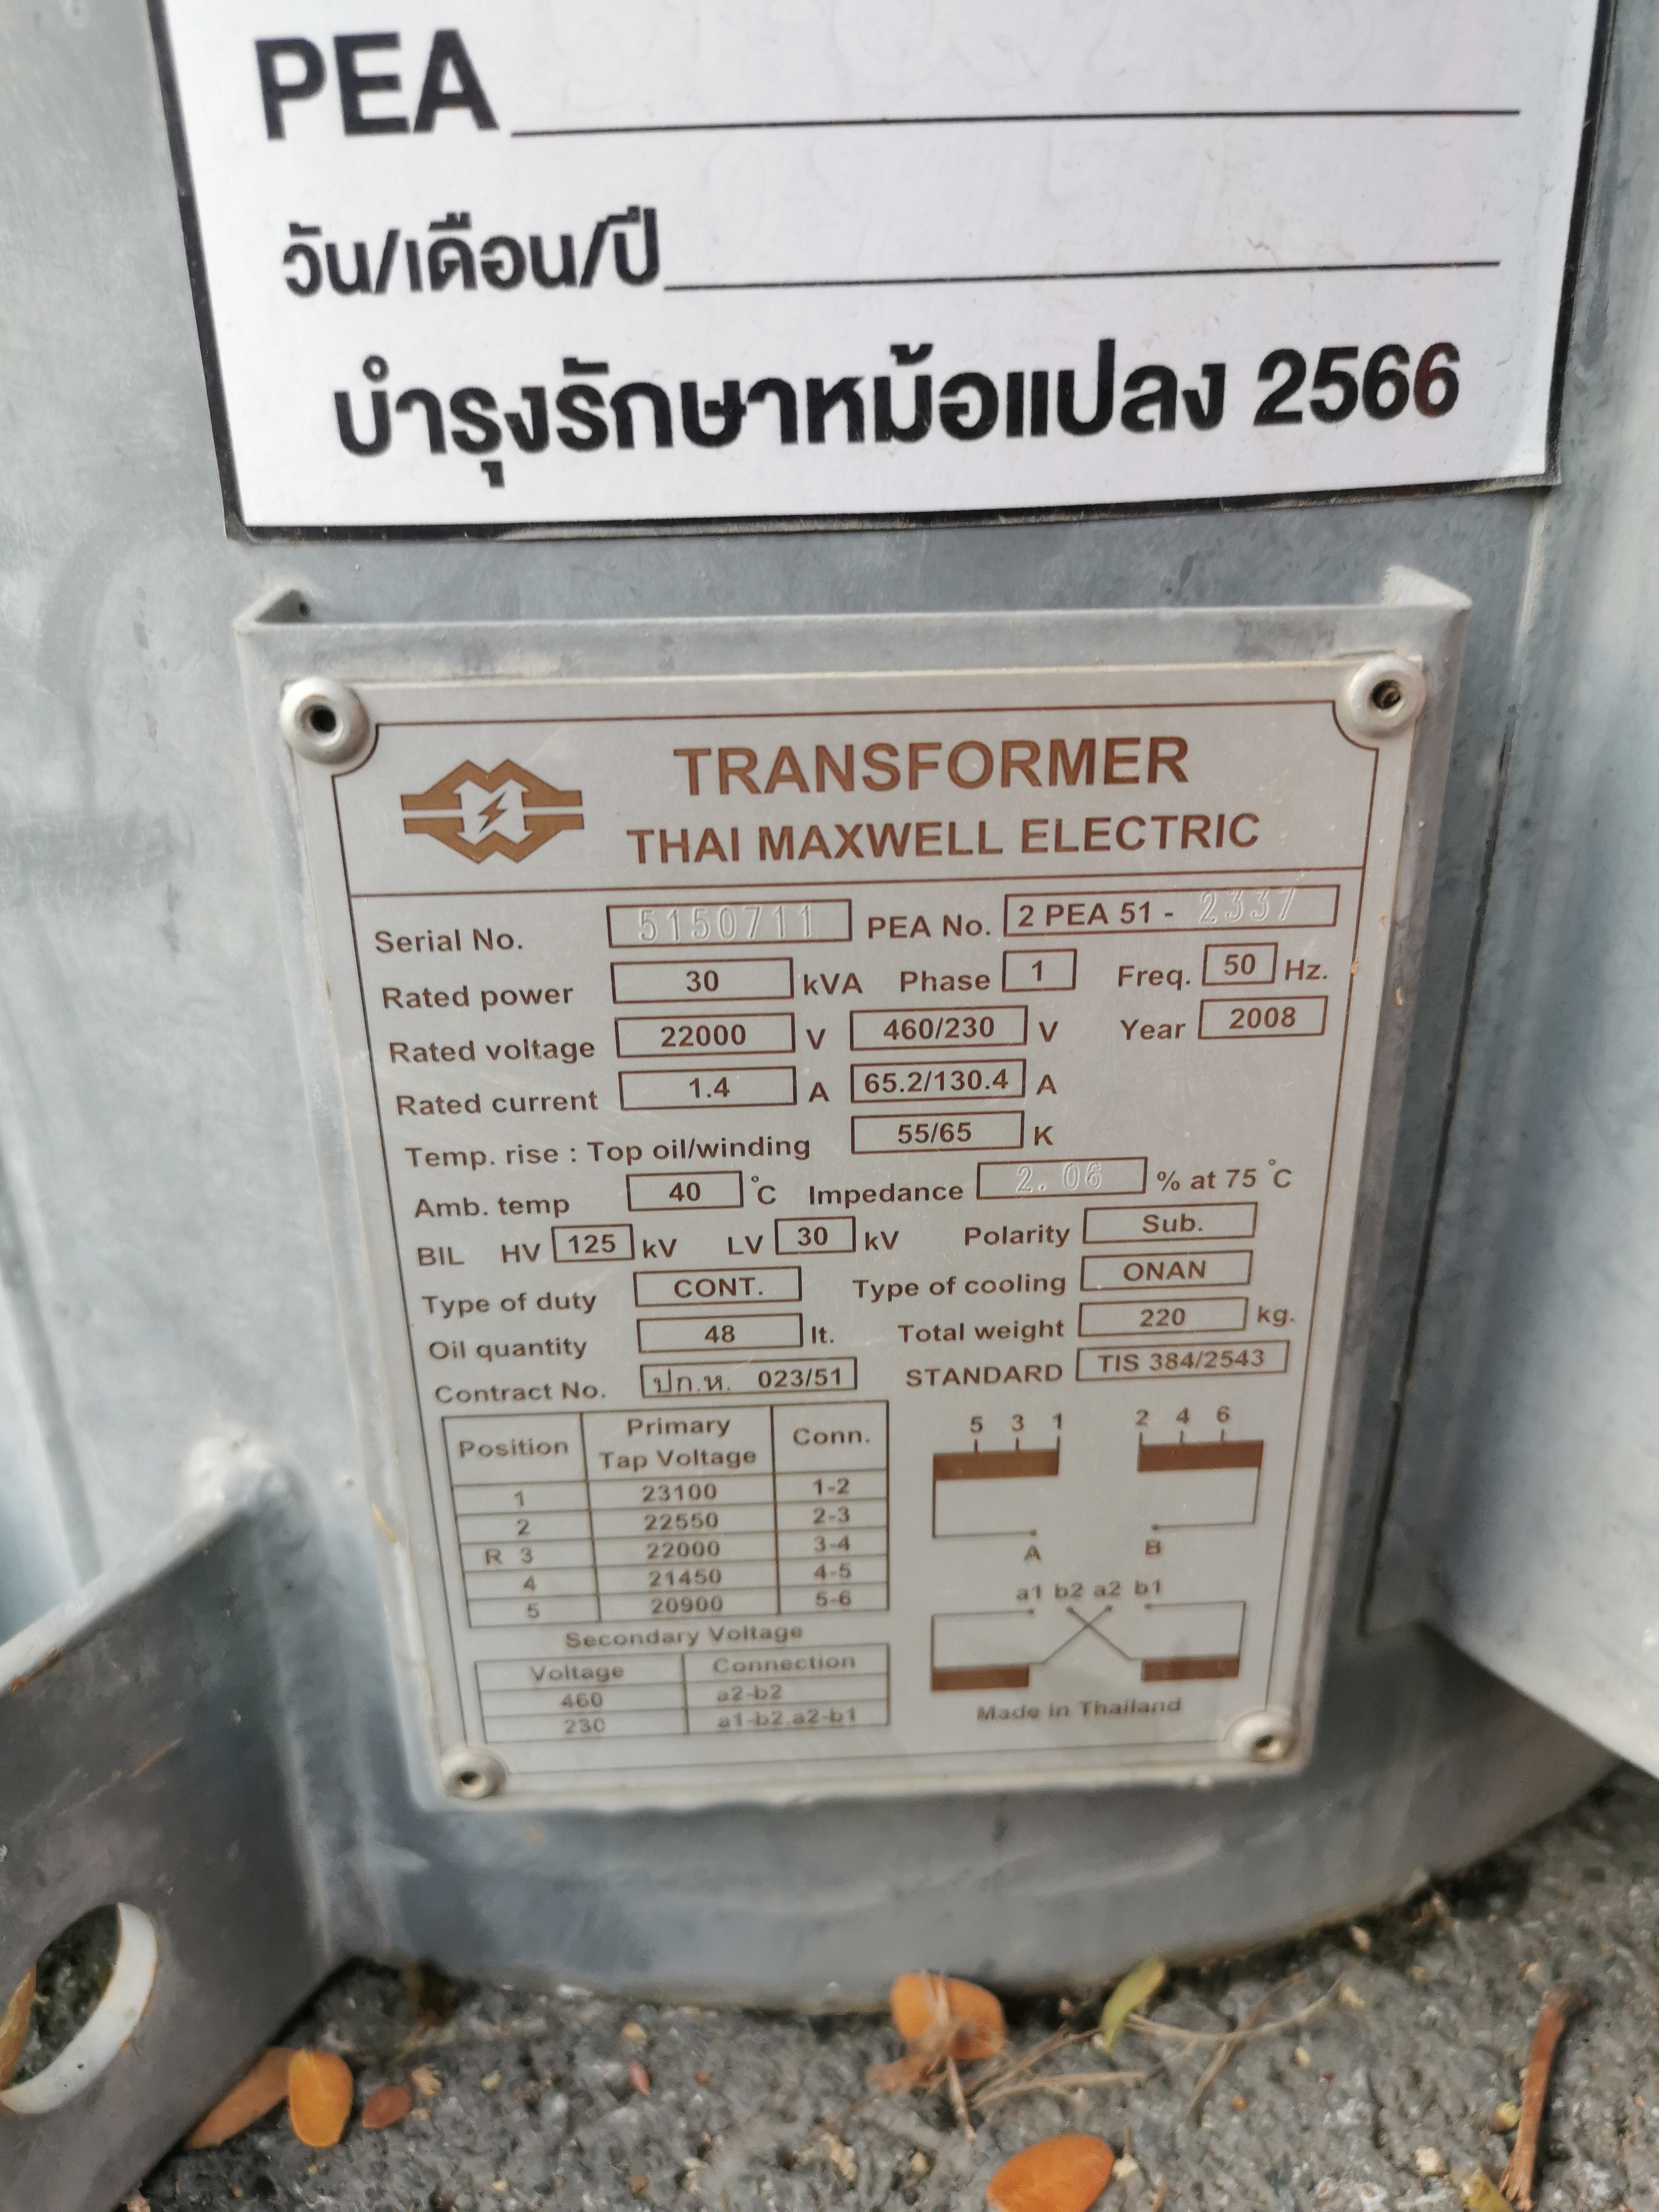 PEA
วัน/เดือน/ปี
บำรุงรักษาหม้อแปลง 2566
TRANSFORMER
THAI MAXWELL ELECTRIC
Serial No. 5150711 PEA No. 2 PEA 51 - 2337
Rated power 30 kVA Phase 1 Freq. 50 Hz.
Rated voltage 22000 V 460/230 V Year 2008
Rated current 1.4 A 65.2/130.4 A
Temp. rise : Top oil/winding 55/65 K
Amb. temp 40 °C Impedance 2.06 % at 75 °C
BIL HV 125 kV LV 30 kV Polarity Sub.
Type of duty CONT. Type of cooling ONAN
Oil quantity 48 lt. Total weight 220 kg.
Contract No. ปก.ห. 023/51 STANDARD TIS 384/2543
Position Primary Tap Voltage Conn.
1 23100 1-2
2 22550 2-3
R 3 22000 3-4
4 21450 4-5
5 20900 5-6
Secondary Voltage
Voltage Connection
460 a2-b2
230 a1-b2.a2-b1
5 3 1 2 4 6
A B
a1 b2 a2 b1
Made in Thailand